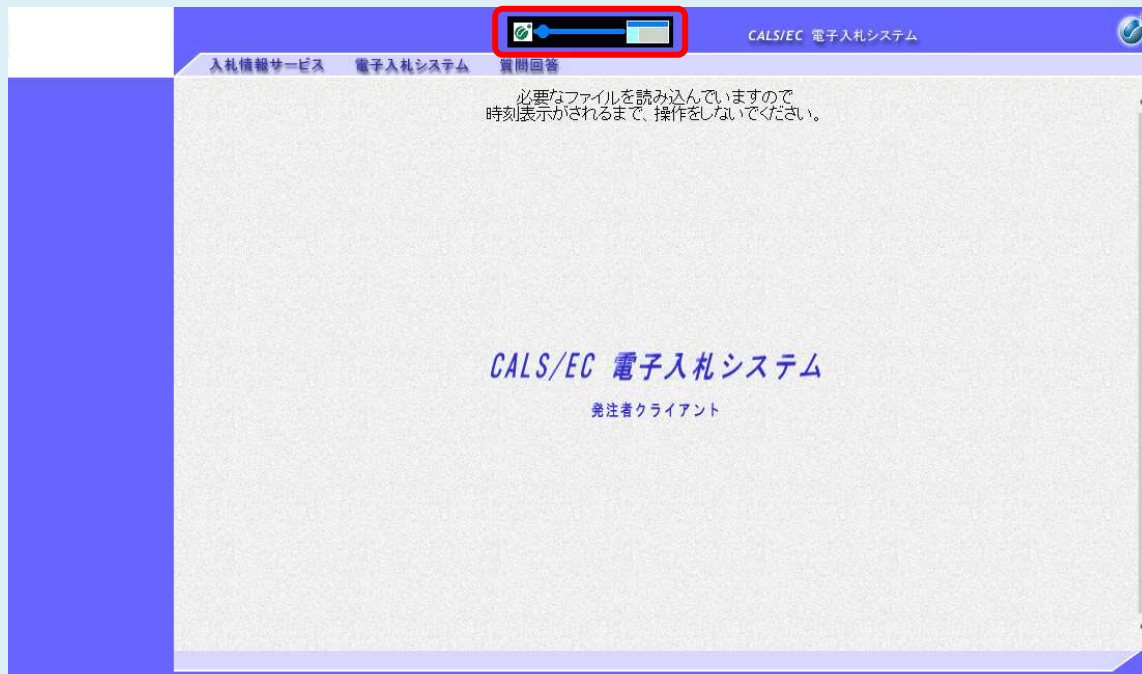 CALS/EC 電子入札システム
入札情報サービス 電子入札システム 質問回答
必要なファイルを読み込んでいますので
時刻表示がされるまで、操作をしないでください。
CALS/EC 電子入札システム
発注者クライアント